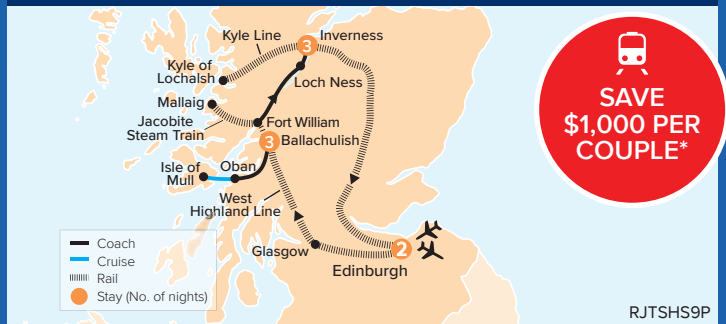 Kyle Line
3
Inverness
Kyle of
Lochalsh
Loch Ness
Mallaig
Jacobite
Steam Train
Fort William
3
Ballachulish
Isle of
Mull
Oban
West
Highland Line
Glasgow
2
Edinburgh
Coach
Cruise
Rail
Stay (No. of nights)
SAVE
$1,000 PER
COUPLE*
RJTSHS9P